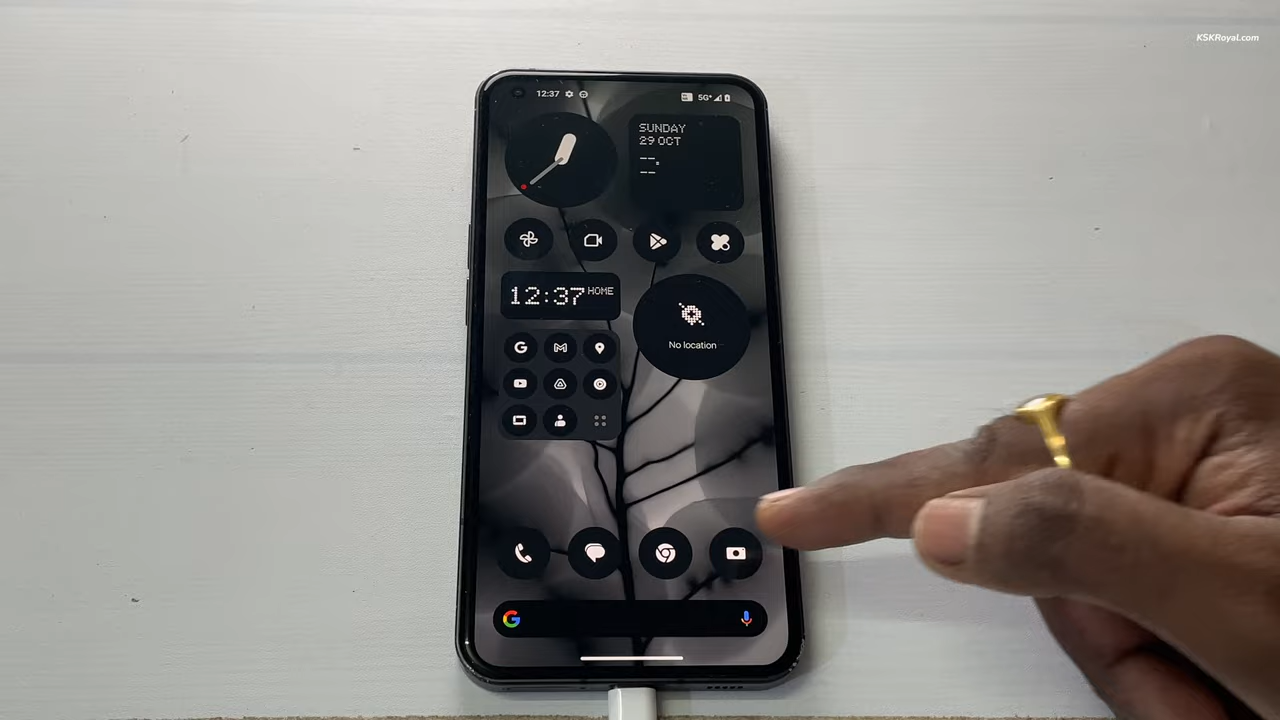 KSKRoyal.com
12:37
5G+
SUNDAY
29 OCT
--°
--
12:37 HOME
No location